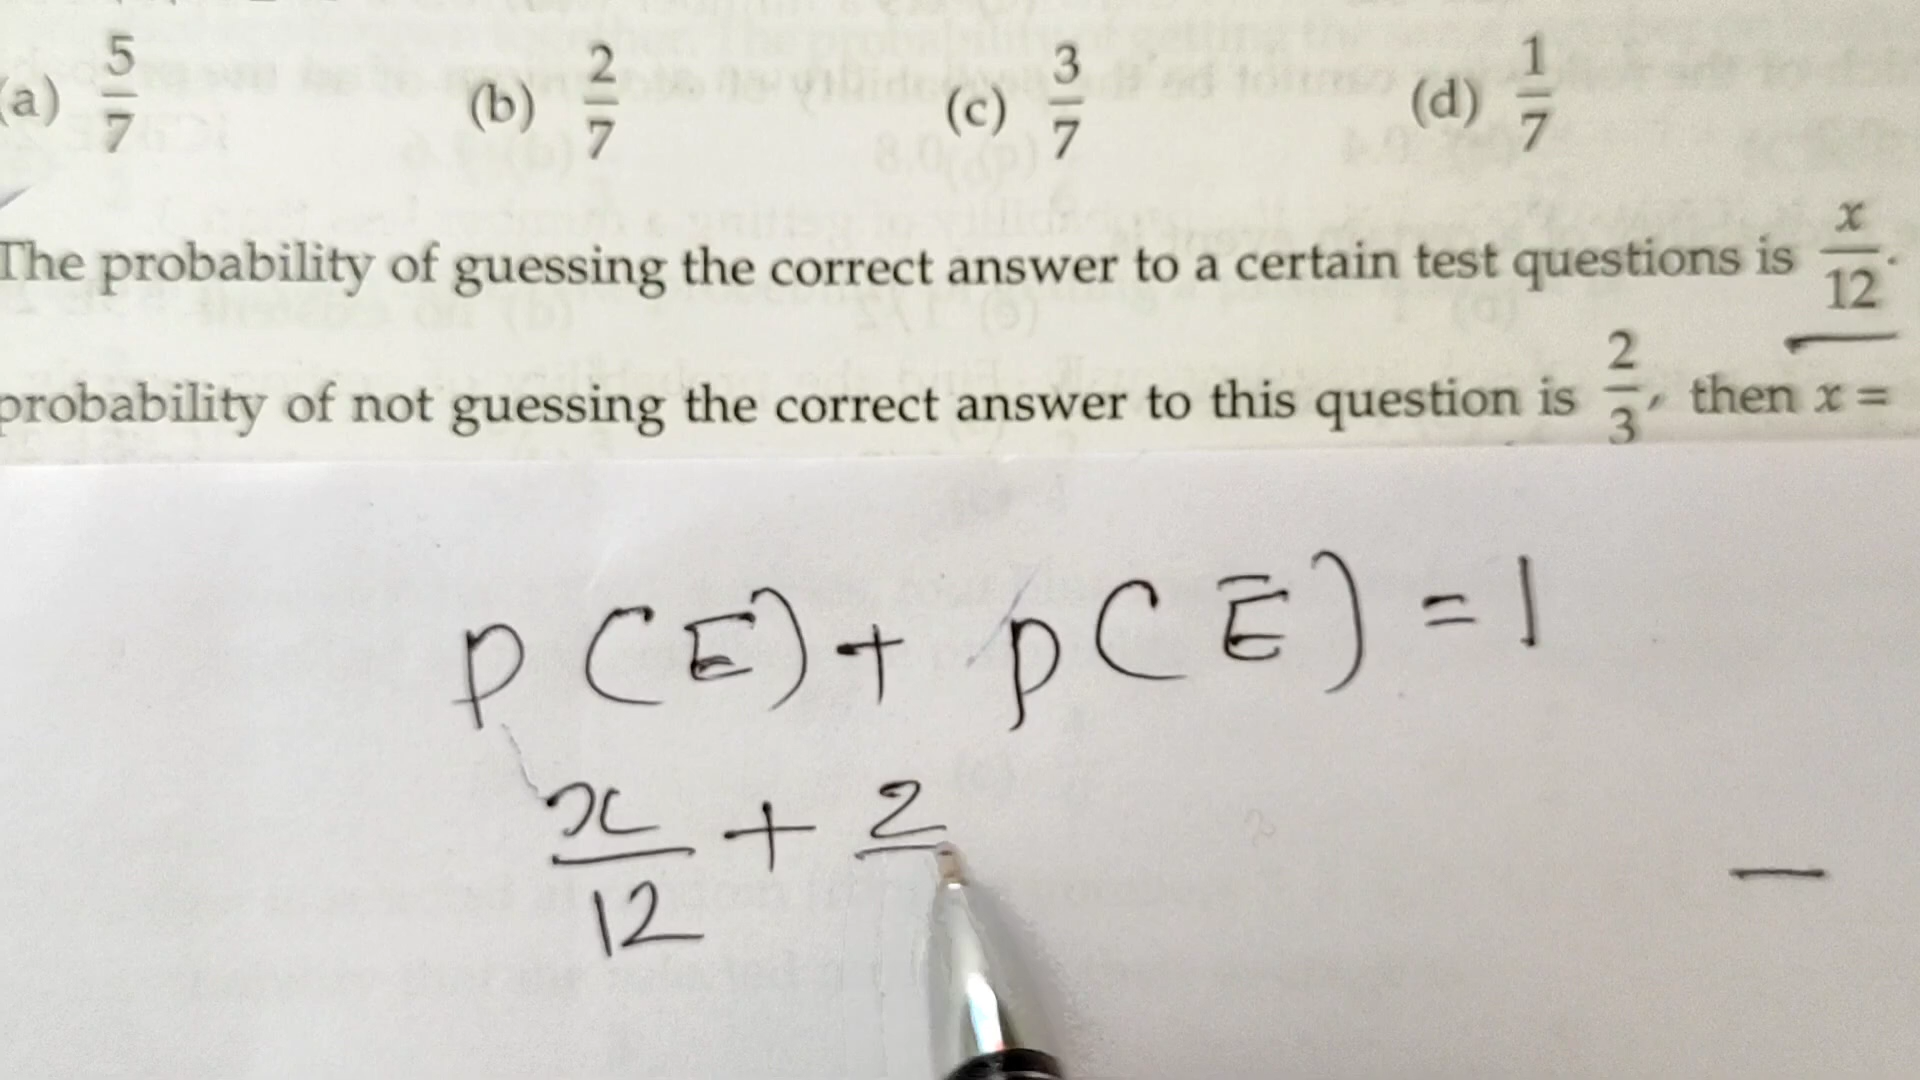 (a) 5/7 (b) 2/7 (c) 3/7 (d) 1/7
The probability of guessing the correct answer to a certain test questions is x/12.
probability of not guessing the correct answer to this question is 2/3, then x =
P(E) + P(Ē) = 1
x/12 + 2